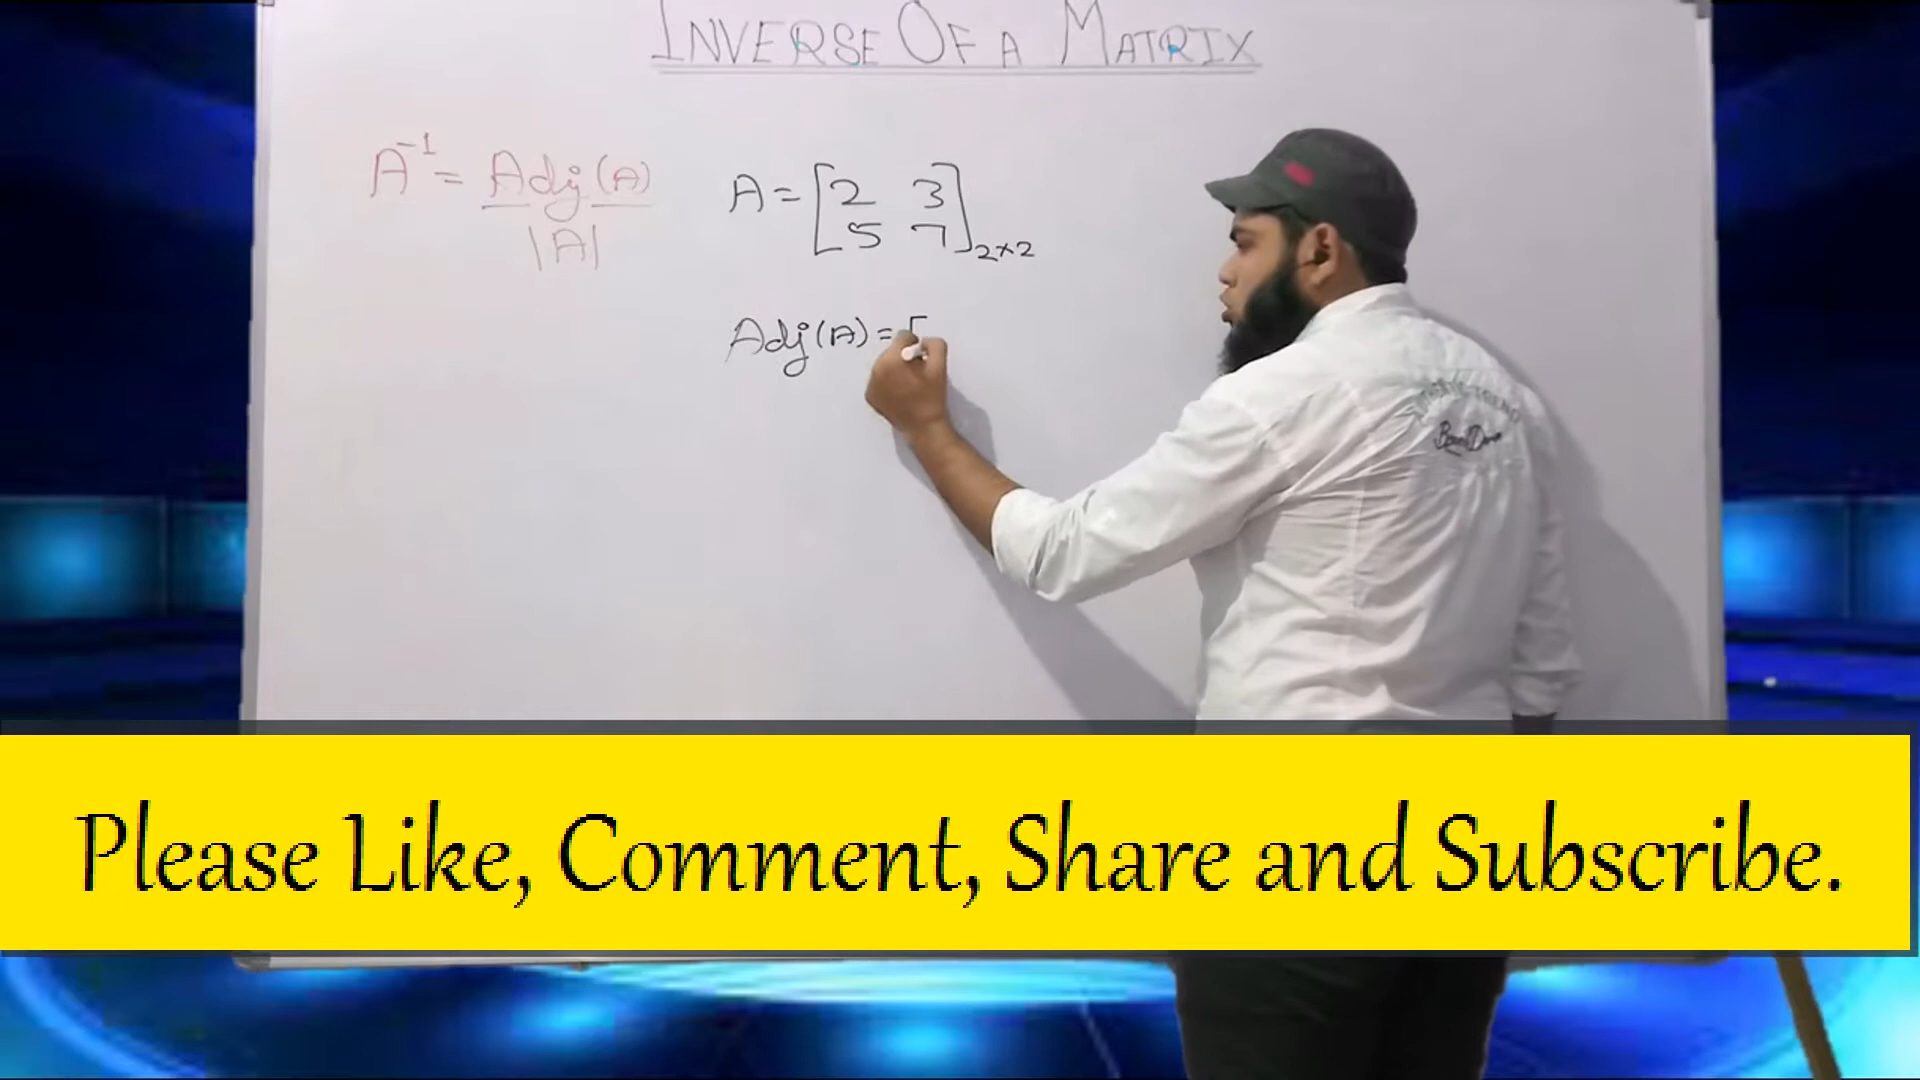 INVERSE OF A MATRIX
A⁻¹ = Adj(A)
|A|
A = [2 3
5 7]2×2
Adj(A) = [
Please Like, Comment, Share and Subscribe.